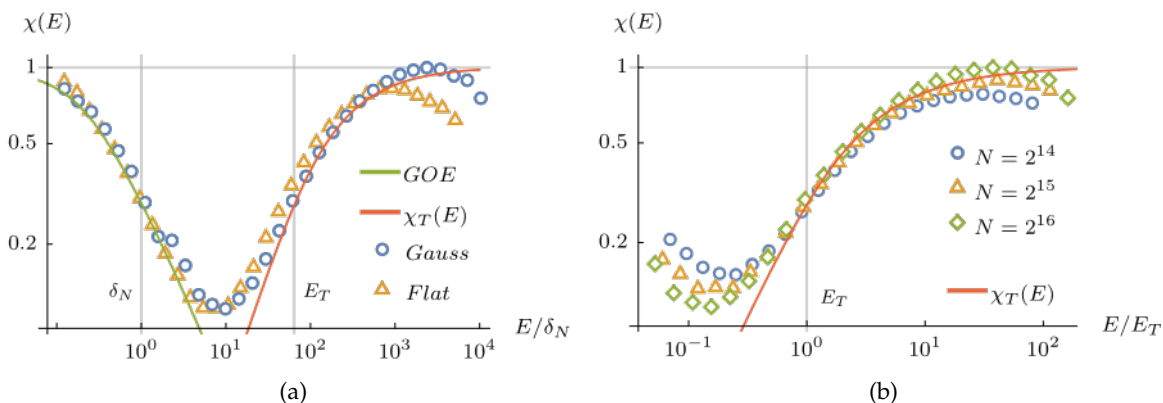 χ(E)
1
0.5
0.2
δ_N
E_T
GOE
χ_T(E)
Gauss
Flat
10^0
10^1
10^2
10^3
10^4
E/δ_N
(a)
χ(E)
1
0.5
0.2
N = 2^14
N = 2^15
N = 2^16
χ_T(E)
E_T
10^-1
10^0
10^1
10^2
E/E_T
(b)